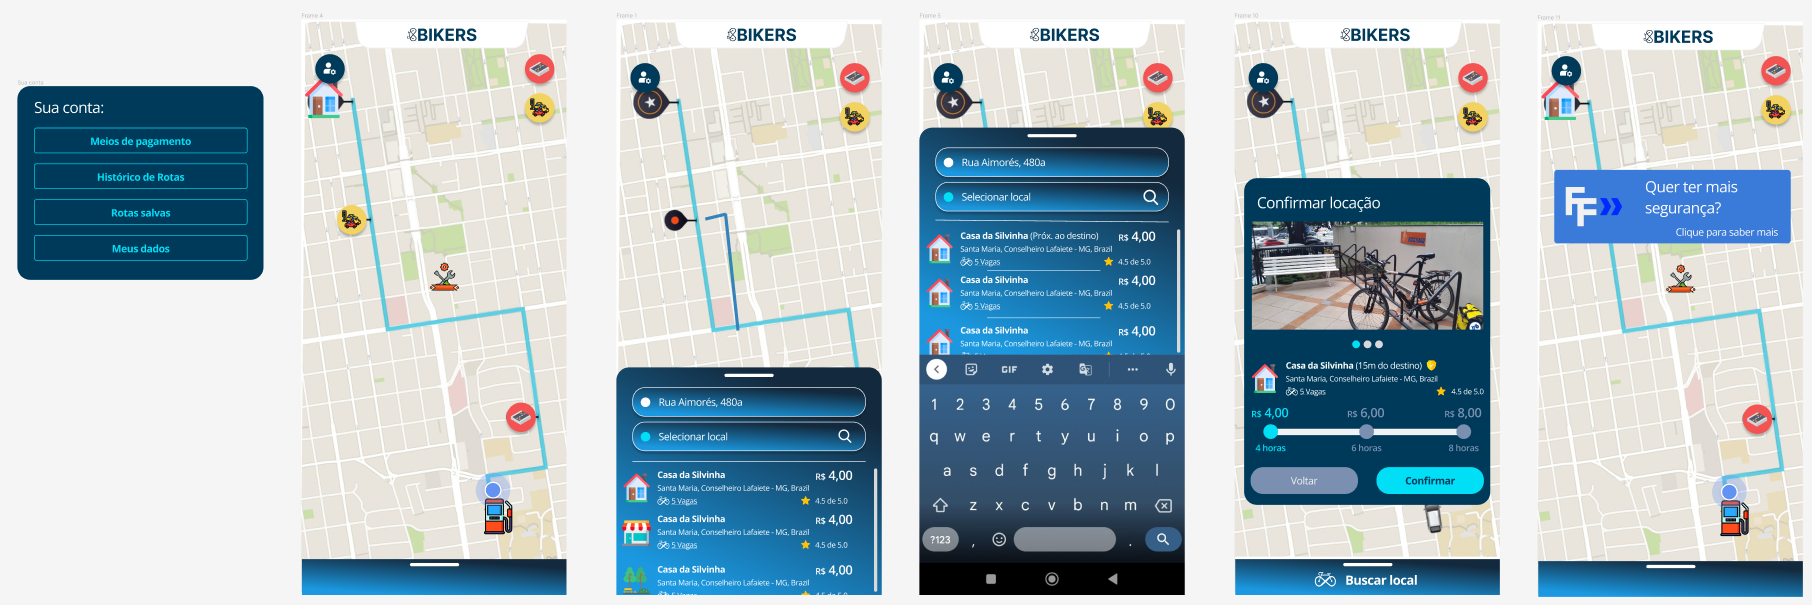 Sua conta
Sua conta:
Meios de pagamento
Histórico de Rotas
Rotas salvas
Meus dados
Frame 4
BIKERS
Frame 1
BIKERS
Rua Aimorés, 480a
Selecionar local
Casa da Silvinha
R$ 4,00
Santa Maria, Conselheiro Lafaiete - MG, Brazil
5 Vagas
4.5 de 5.0
Casa da Silvinha
R$ 4,00
Santa Maria, Conselheiro Lafaiete - MG, Brazil
5 Vagas
4.5 de 5.0
Casa da Silvinha
R$ 4,00
Santa Maria, Conselheiro Lafaiete - MG, Brazil
BIKERS
Rua Aimorés, 480a
Selecionar local
Casa da Silvinha (Próx. ao destino)
R$ 4,00
Santa Maria, Conselheiro Lafaiete - MG, Brazil
5 Vagas
4.5 de 5.0
Casa da Silvinha
R$ 4,00
Santa Maria, Conselheiro Lafaiete - MG, Brazil
5 Vagas
4.5 de 5.0
Casa da Silvinha
R$ 4,00
Santa Maria, Conselheiro Lafaiete - MG, Brazil
GIF
1 2 3 4 5 6 7 8 9 0
q w e r t y u i o p
a s d f g h j k l
z x c v b n m
?123 , .
Frame 10
BIKERS
Confirmar locação
Casa da Silvinha (15m do destino)
Santa Maria, Conselheiro Lafaiete - MG, Brazil
5 Vagas
4.5 de 5.0
R$ 4,00 R$ 6,00 R$ 8,00
4 horas 6 horas 8 horas
Voltar
Confirmar
Buscar local
Frame 11
BIKERS
FF
Quer ter mais
segurança?
Clique para saber mais